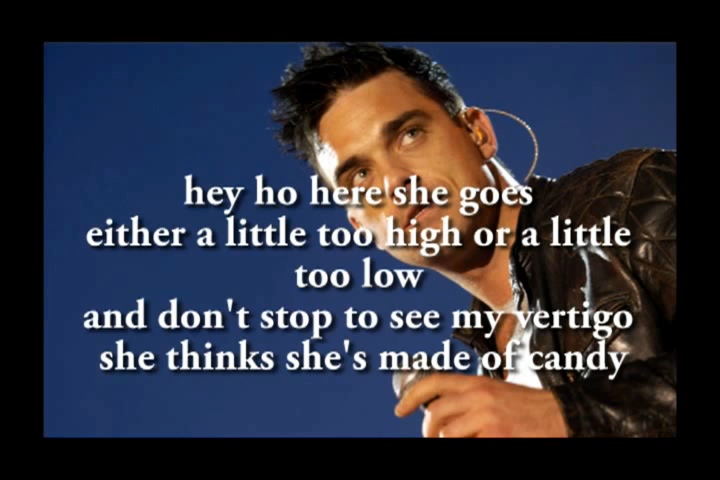 hey ho here she goes
either a little too high or a little
too low
and don't stop to see my vertigo
she thinks she's made of candy